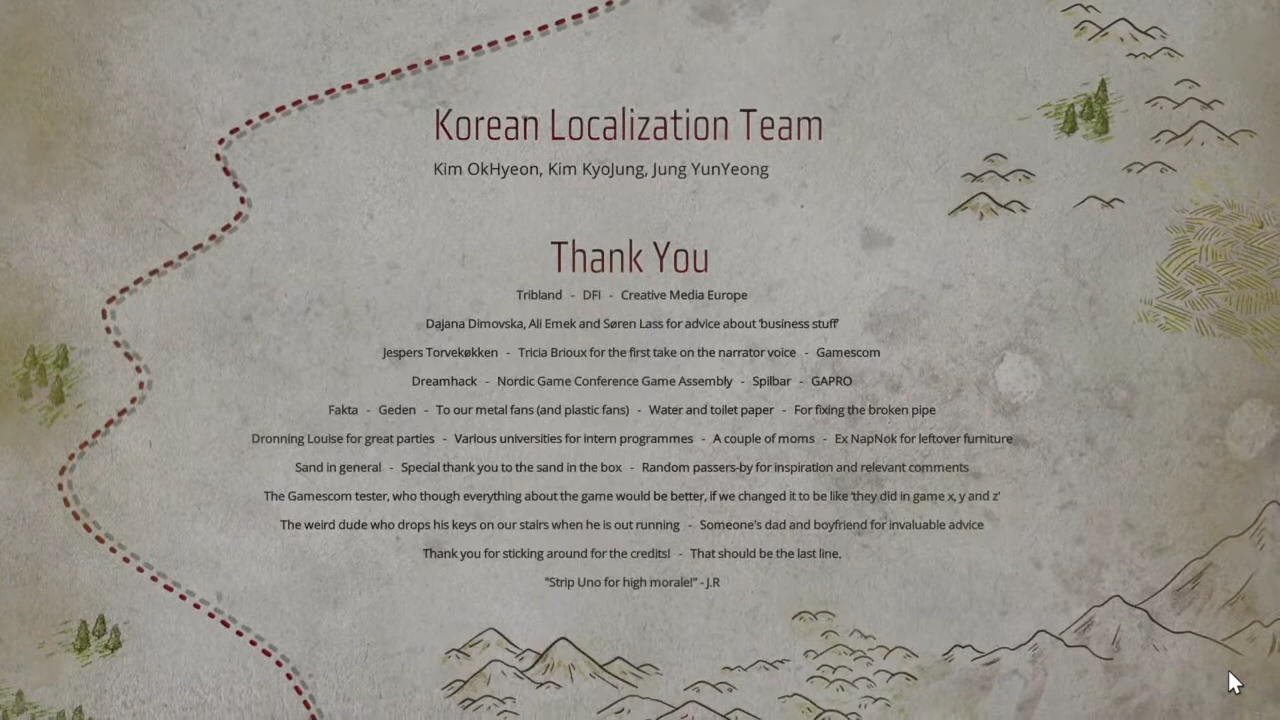 Korean Localization Team
Kim OkHyeon, Kim KyoJung, Jung YunYeong
Thank You
Tribland - DFI - Creative Media Europe
Dajana Dimovska, Ali Emek and Søren Lass for advice about 'business stuff'
Jespers Torvekøkken - Tricia Brioux for the first take on the narrator voice - Gamescom
Dreamhack - Nordic Game Conference Game Assembly - Spilbar - GAPRO
Fakta - Geden - To our metal fans (and plastic fans) - Water and toilet paper - For fixing the broken pipe
Dronning Louise for great parties - Various universities for intern programmes - A couple of moms - Ex NapNok for leftover furniture
Sand in general - Special thank you to the sand in the box - Random passers-by for inspiration and relevant comments
The Gamescom tester, who though everything about the game would be better, if we changed it to be like 'they did in game x, y and z'
The weird dude who drops his keys on our stairs when he is out running - Someone's dad and boyfriend for invaluable advice
Thank you for sticking around for the credits! - That should be the last line.
"Strip Uno for high morale!" - J.R